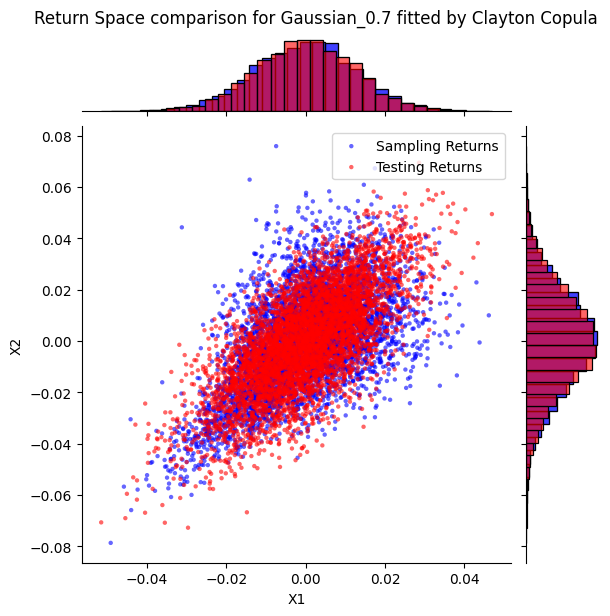 Return Space comparison for Gaussian_0.7 fitted by Clayton Copula
Sampling Returns
Testing Returns
0.08
0.06
0.04
0.02
0.00
−0.02
−0.04
−0.06
−0.08
X2
−0.04
−0.02
0.00
0.02
0.04
X1